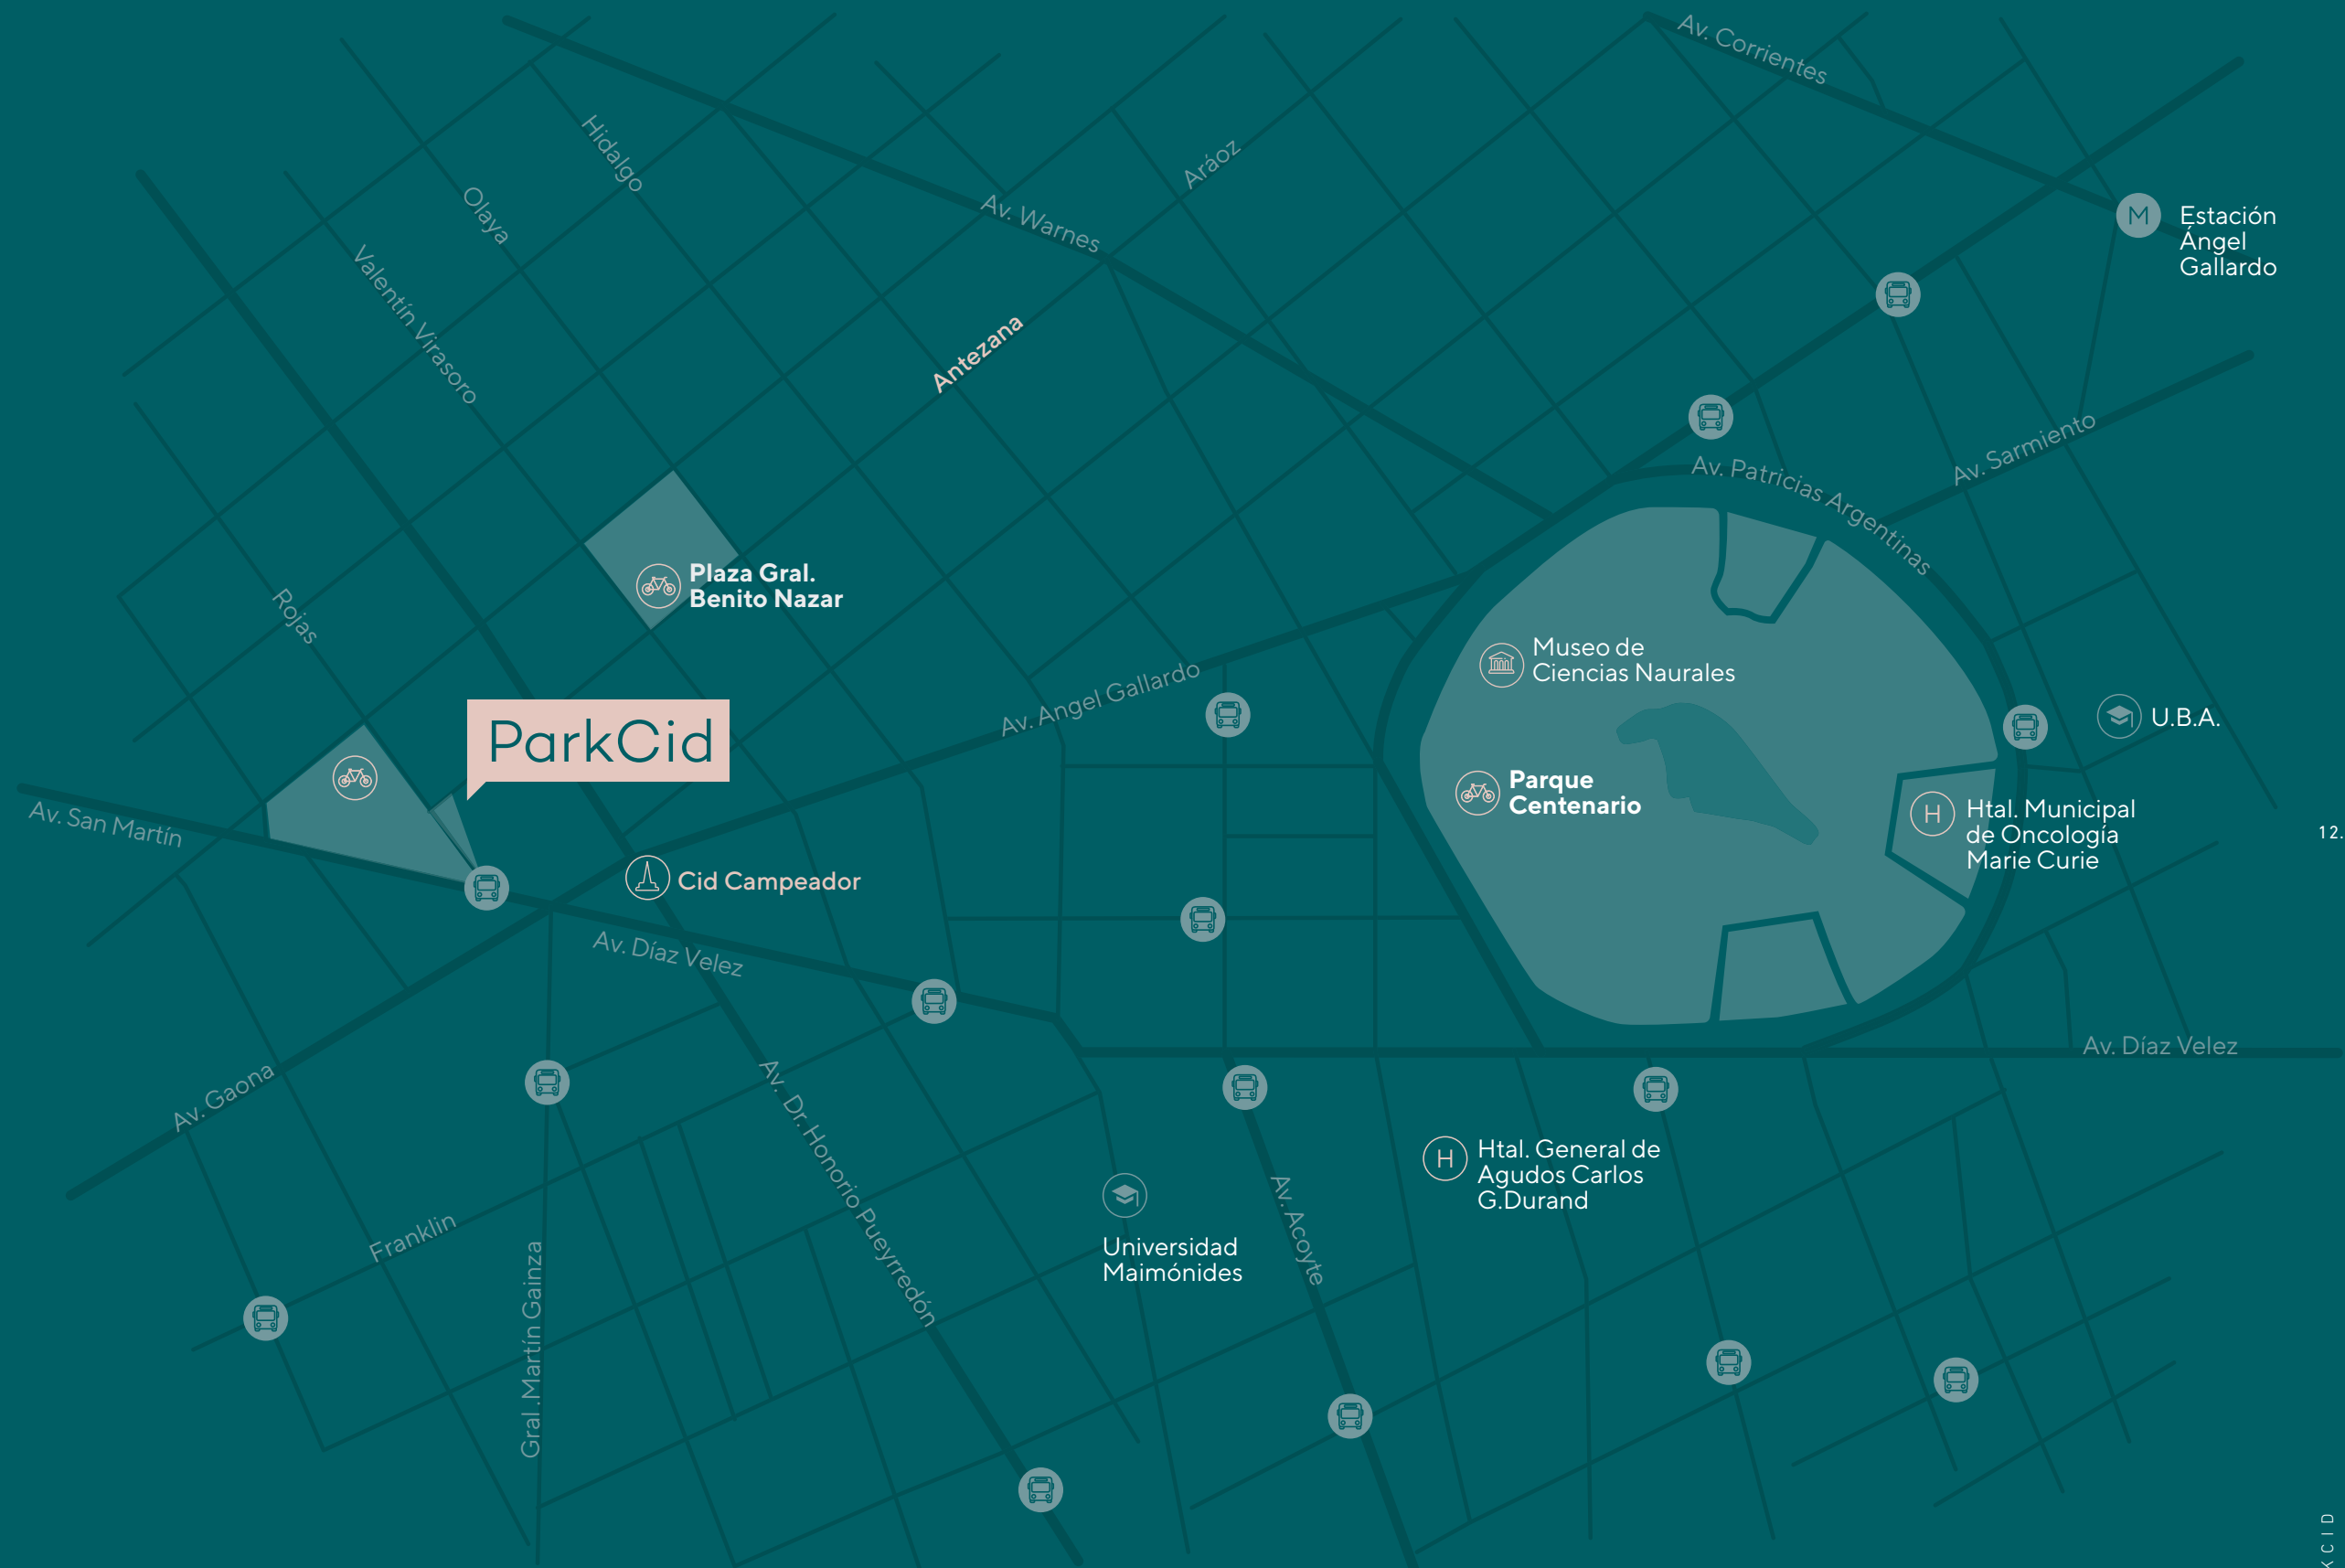 Av. Corrientes
Hidalgo
Olaya
Aráoz
Av. Warnes
M
Estación
Ángel
Gallardo
Valentín Virasoro
Antezana
Av. Sarmiento
Av. Patricias Argentinas
Rojas
Plaza Gral.
Benito Nazar
Museo de
Ciencias Naurales
Av. Angel Gallardo
ParkCid
U.B.A.
Parque
Centenario
Av. San Martín
H
Htal. Municipal
de Oncología
Marie Curie
12.
Cid Campeador
Av. Díaz Velez
Av. Díaz Velez
Av. Gaona
Av. Dr. Honorio Pueyrredón
H
Htal. General de
Agudos Carlos
G.Durand
Av. Acoyte
Universidad
Maimónides
Franklin
Gral .Martín Gainza
KCID